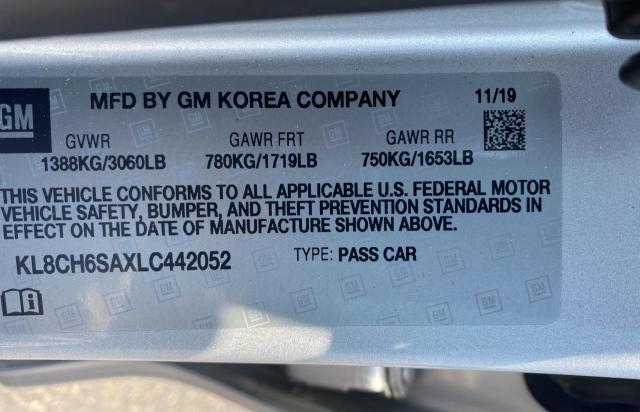 GM MFD BY GM KOREA COMPANY 11/19
GVWR GAWR FRT GAWR RR
1388KG/3060LB 780KG/1719LB 750KG/1653LB
THIS VEHICLE CONFORMS TO ALL APPLICABLE U.S. FEDERAL MOTOR
VEHICLE SAFETY, BUMPER, AND THEFT PREVENTION STANDARDS IN
EFFECT ON THE DATE OF MANUFACTURE SHOWN ABOVE.
KL8CH6SAXLC442052 TYPE: PASS CAR